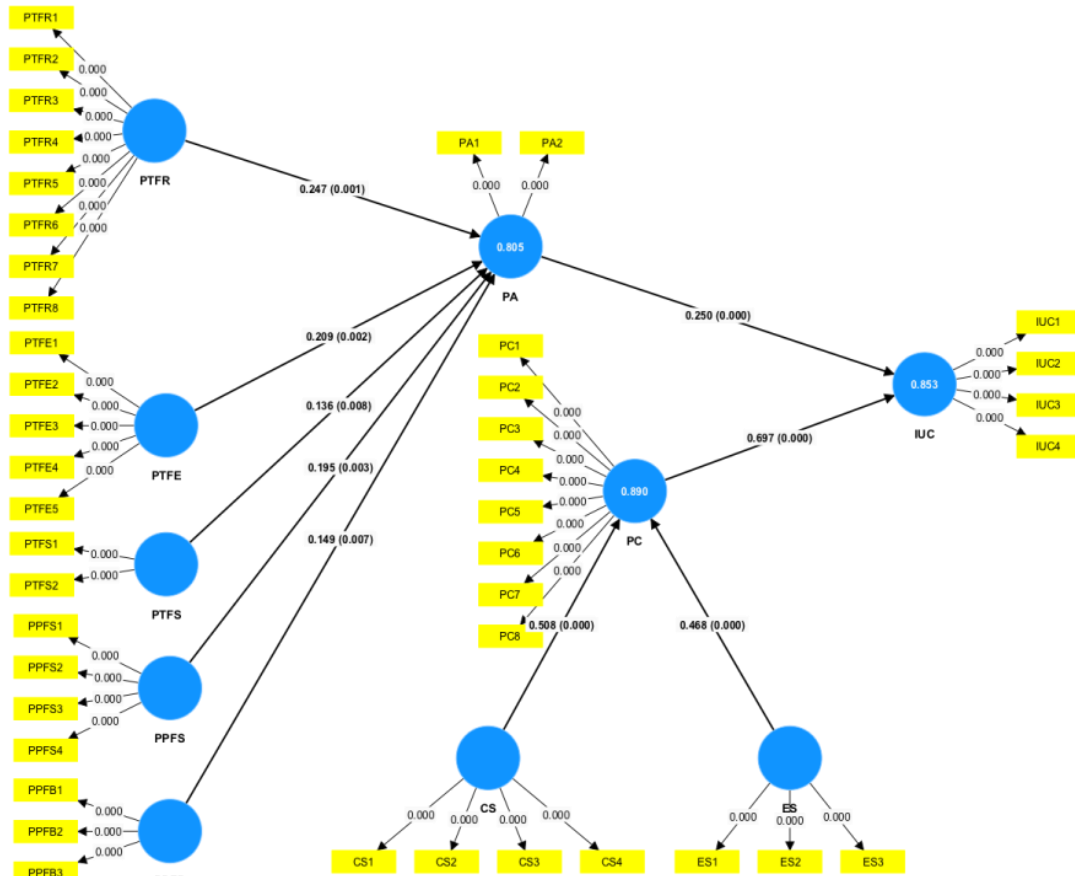 PTFR1
PTFR2
PTFR3
PTFR4
PTFR5
PTFR6
PTFR7
PTFR8
0.000
0.000
0.000
0.000
0.000
0.000
0.000
0.000
PTFR
0.247 (0.001)
PA1
PA2
0.000
0.000
0.805
PA
PTFE1
PTFE2
PTFE3
PTFE4
PTFE5
0.000
0.000
0.000
0.000
0.000
PTFE
0.209 (0.002)
PTFS1
PTFS2
0.000
0.000
PTFS
0.136 (0.008)
PPFS1
PPFS2
PPFS3
PPFS4
0.000
0.000
0.000
0.000
PPFS
0.195 (0.003)
PPFB1
PPFB2
PPFB3
0.000
0.000
0.000
0.149 (0.007)
0.250 (0.000)
PC1
PC2
PC3
PC4
PC5
PC6
PC7
PC8
0.000
0.000
0.000
0.000
0.000
0.000
0.000
0.000
0.890
PC
0.697 (0.000)
0.853
IUC
0.000
0.000
0.000
0.000
IUC1
IUC2
IUC3
IUC4
0.508 (0.000)
0.468 (0.000)
CS
0.000
0.000
0.000
0.000
CS1
CS2
CS3
CS4
ES
0.000
0.000
0.000
ES1
ES2
ES3